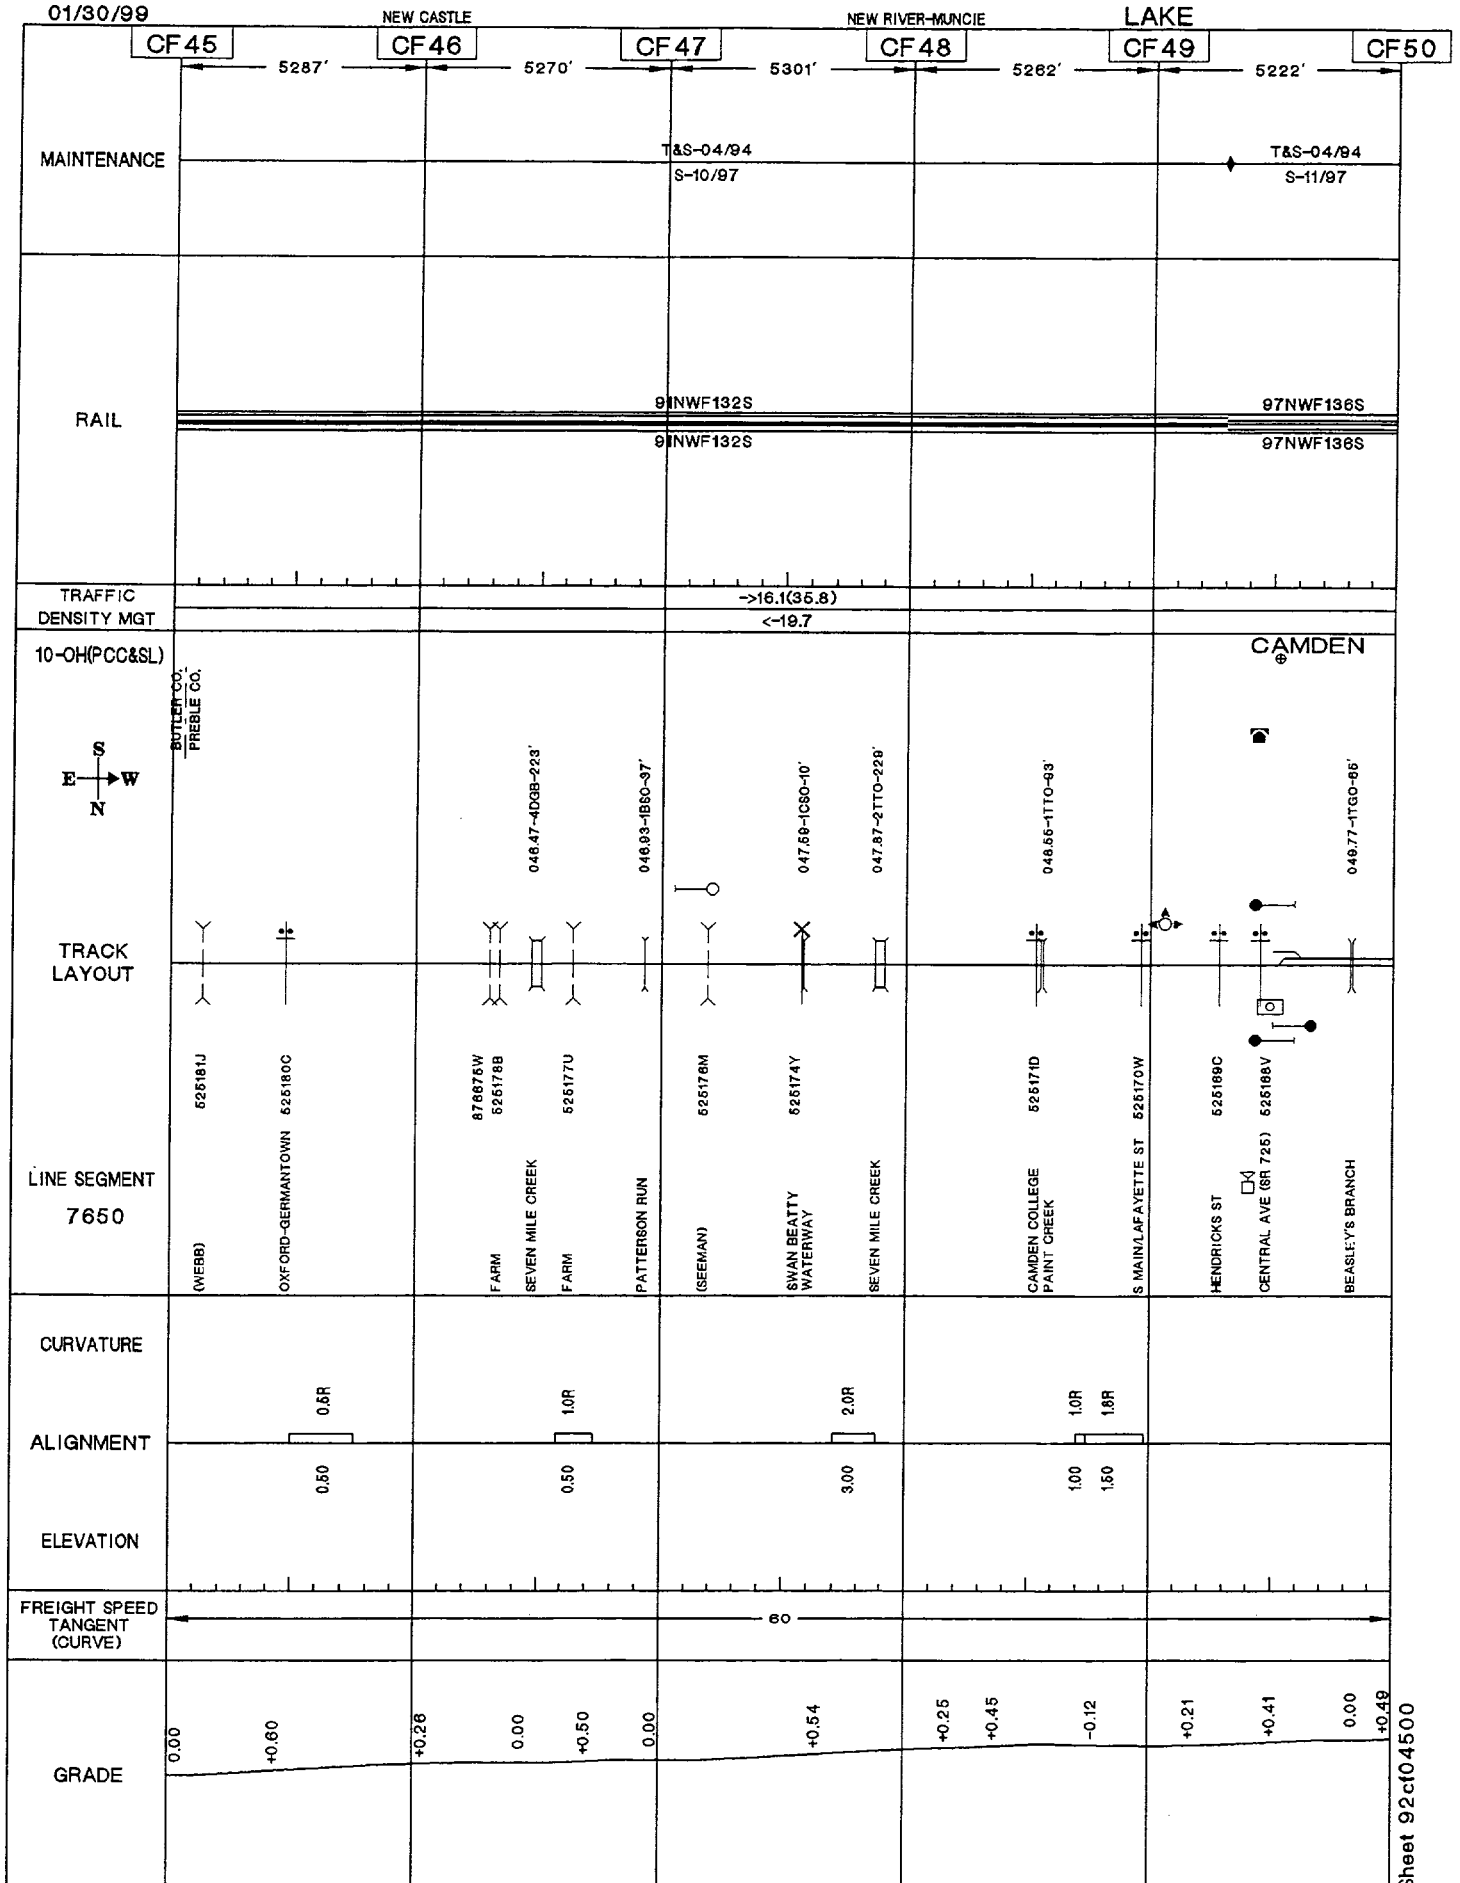 01/30/99 NEW CASTLE NEW RIVER-MUNCIE LAKE
CF45 CF46 CF47 CF48 CF49 CF50
5287' 5270' 5301' 5262' 5222'
MAINTENANCE
T&S-04/94 T&S-04/94
S-10/97 S-11/97
RAIL
91NWF132S 97NWF136S
91NWF132S 97NWF136S
TRAFFIC
DENSITY MGT
->16.1(35.8)
<-19.7
10-OH(PCC&SL)
BUTLER CO.
PREBLE CO.
CAMDEN
S
E W
N
046.47-4DGB-223'
046.93-1BSO-37'
047.59-1CSO-10'
047.87-2TTO-229'
048.55-1TTO-93'
049.77-1TGO-65'
TRACK
LAYOUT
525181J
525180C
876675W
525178B
525177U
525176M
525174Y
525171D
525170W
525169C
525168V
LINE SEGMENT
7650
(WEBB)
OXFORD-GERMANTOWN
FARM
SEVEN MILE CREEK
FARM
PATTERSON RUN
(SEEMAN)
SWAN BEATTY
WATERWAY
SEVEN MILE CREEK
CAMDEN COLLEGE
PAINT CREEK
S MAIN/LAFAYETTE ST
HENDRICKS ST
CENTRAL AVE (SR 725)
BEASLEY'S BRANCH
CURVATURE
0.5R 1.0R 2.0R 1.0R 1.8R
ALIGNMENT
0.50 0.50 3.00 1.00 1.50
ELEVATION
FREIGHT SPEED
TANGENT
(CURVE)
60
GRADE
0.00 +0.60 +0.26 0.00 +0.50 0.00 +0.54 +0.25 +0.45 -0.12 +0.21 +0.41 0.00 +0.49
Sheet 92cf04500